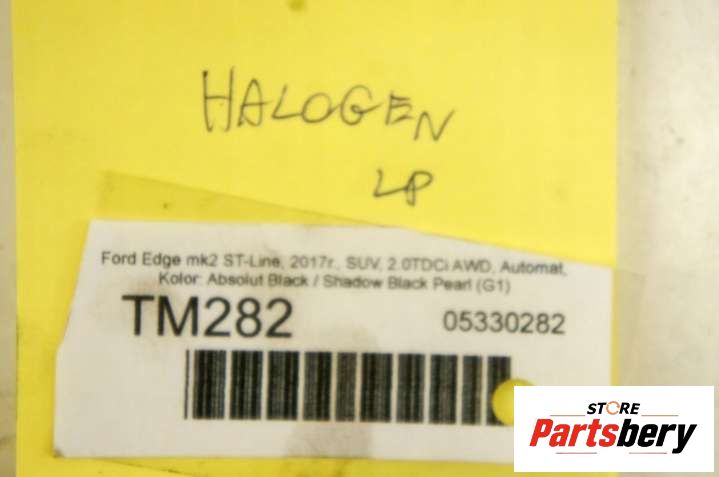 HALOGEN
LP
Ford Edge mk2 ST-Line, 2017r., SUV, 2.0TDCi AWD, Automat,
Kolor: Absolut Black / Shadow Black Pearl (G1)
TM282 05330282
STORE
Partsbery